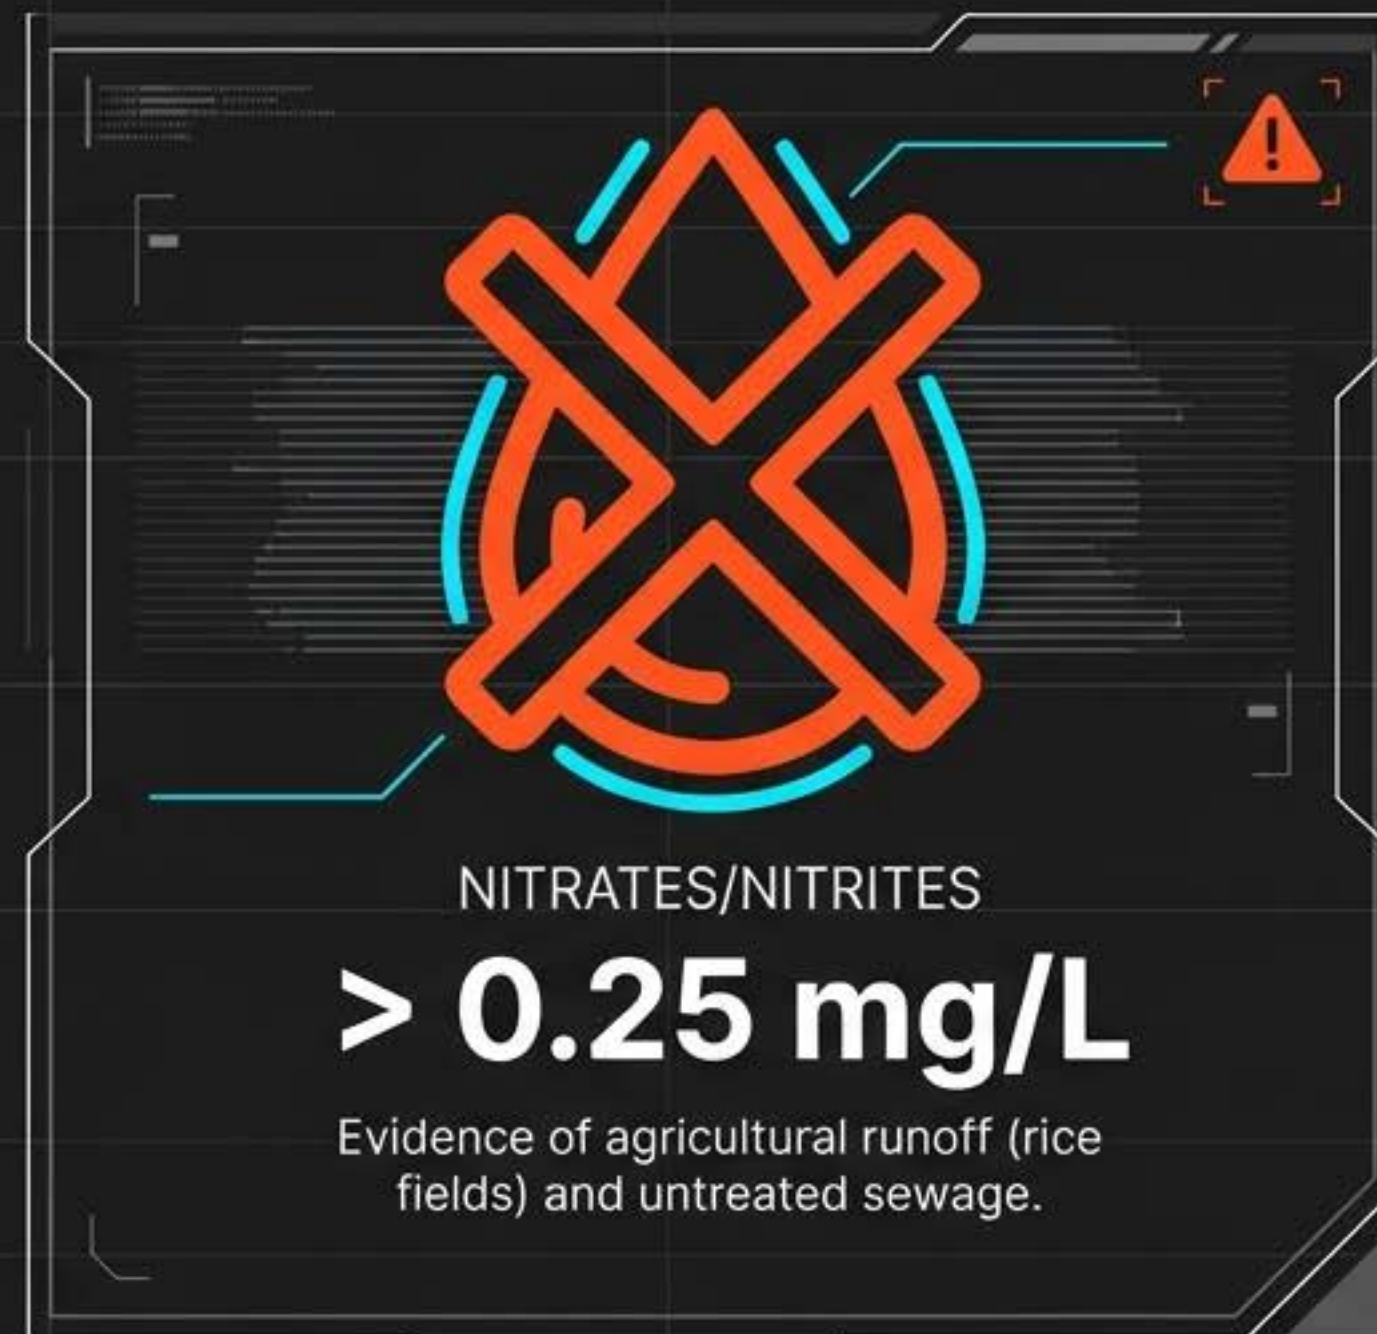 NITRATES/NITRITES
> 0.25 mg/L
Evidence of agricultural runoff (rice
fields) and untreated sewage.